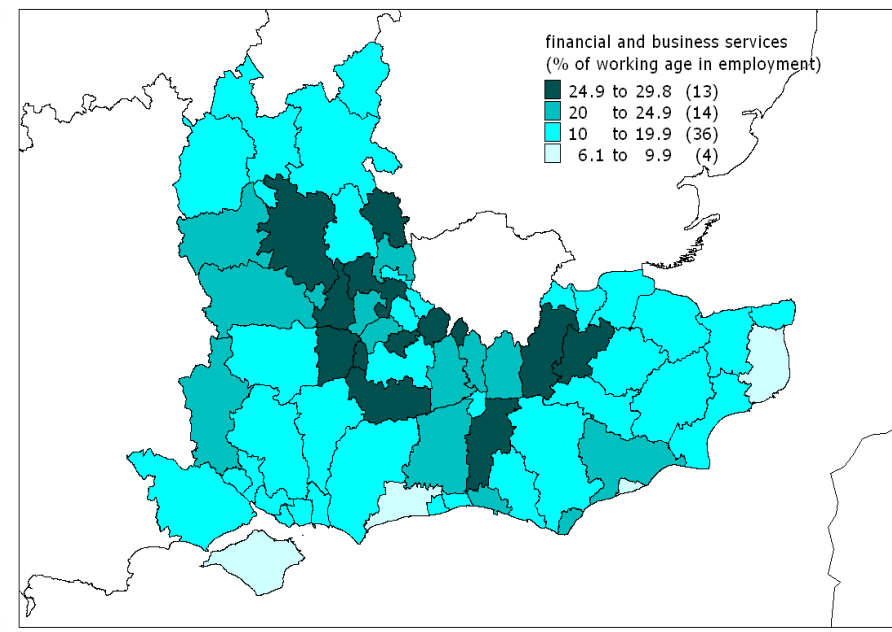 financial and business services
(% of working age in employment)
24.9 to 29.8 (13)
20 to 24.9 (14)
10 to 19.9 (36)
6.1 to 9.9 (4)